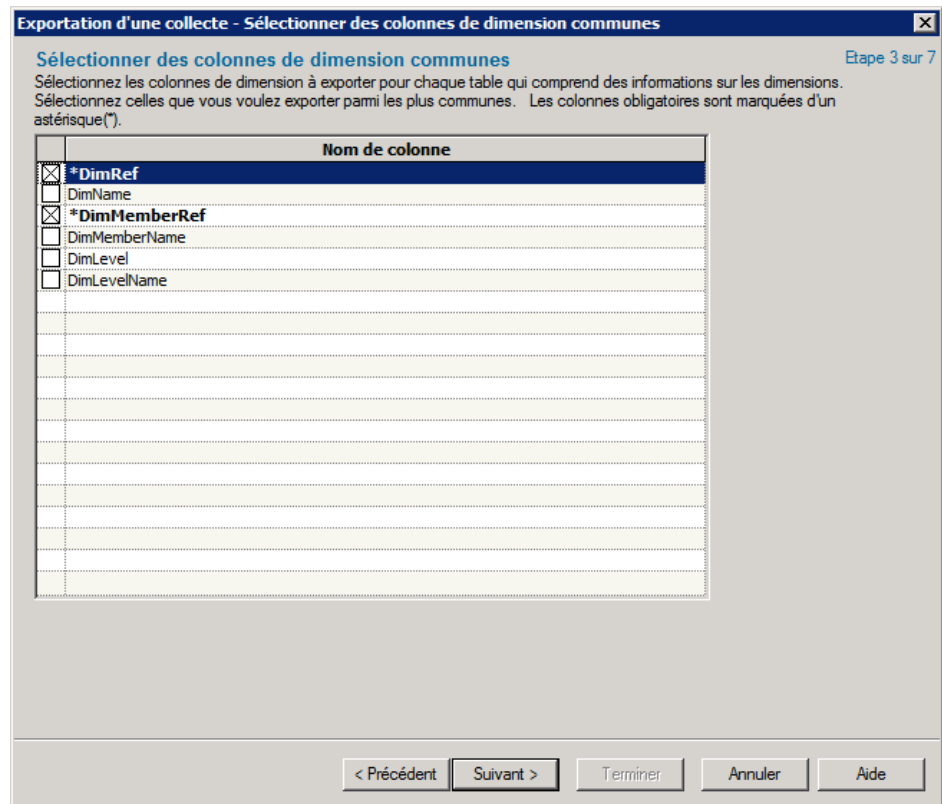 Exportation d'une collecte - Sélectionner des colonnes de dimension communes
Sélectionner des colonnes de dimension communes
Etape 3 sur 7
Sélectionnez les colonnes de dimension à exporter pour chaque table qui comprend des informations sur les dimensions.
Sélectionnez celles que vous voulez exporter parmi les plus communes. Les colonnes obligatoires sont marquées d'un
astérisque(*).
Nom de colonne
*DimRef
DimName
*DimMemberRef
DimMemberName
DimLevel
DimLevelName
< Précédent
Suivant >
Terminer
Annuler
Aide